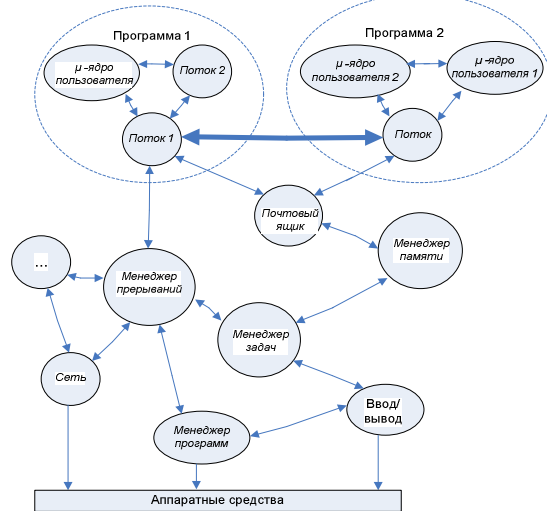 Программа 1
Программа 2
µ-ядро
пользователя
Поток 2
µ-ядро
пользователя 2
µ-ядро
пользователя 1
Поток 1
Поток
Почтовый
ящик
Менеджер
памяти
...
Менеджер
прерываний
Менеджер
задач
Сеть
Ввод/
вывод
Менеджер
программ
Аппаратные средства